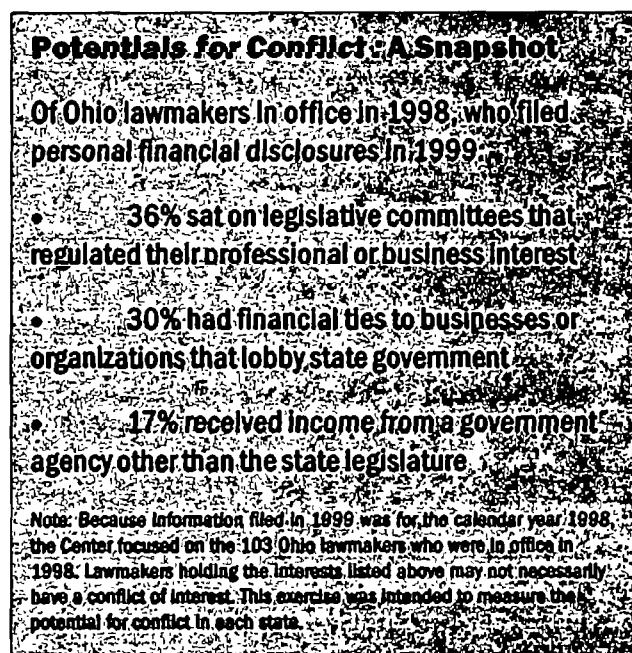 Potentials for Conflict: A Snapshot
Of Ohio lawmakers in office in 1998, who filed
personal financial disclosures in 1999:
• 36% sat on legislative committees that
regulated their professional or business interest
• 30% had financial ties to businesses or
organizations that lobby state government
• 17% received income from a government
agency other than the state legislature
Note: Because information filed in 1999 was for the calendar year 1998,
the Center focused on the 103 Ohio lawmakers who were in office in
1998. Lawmakers holding the interests listed above may not necessarily
have a conflict of interest. This exercise was intended to measure the
potential for conflict in each state.